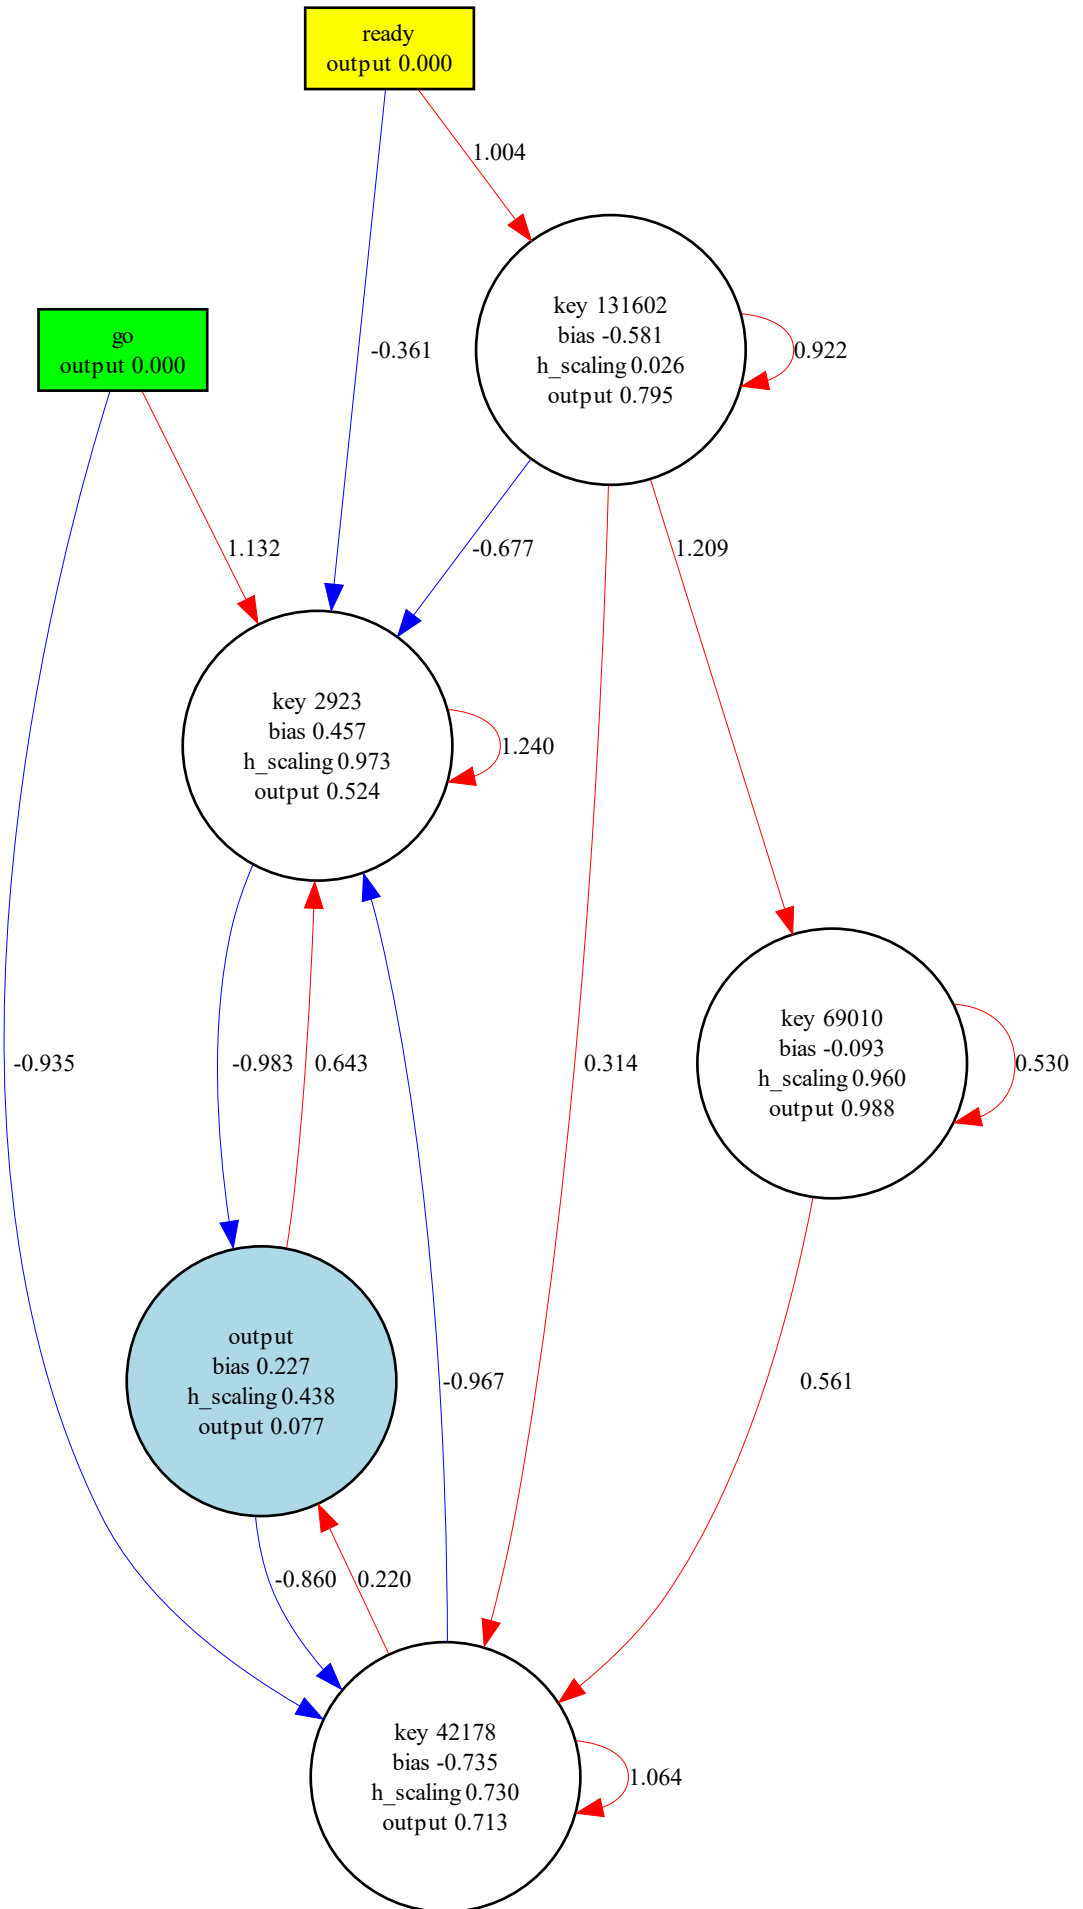 ready
output 0.000
1.004
key 131602
bias -0.581
h_scaling 0.026
output 0.795
0.922
go
output 0.000
-0.361
1.132
-0.677
1.209
key 2923
bias 0.457
h_scaling 0.973
output 0.524
1.240
key 69010
bias -0.093
h_scaling 0.960
output 0.988
0.530
-0.935
-0.983
0.643
0.314
output
bias 0.227
h_scaling 0.438
output 0.077
-0.967
0.561
-0.860
0.220
key 42178
bias -0.735
h_scaling 0.730
output 0.713
1.064